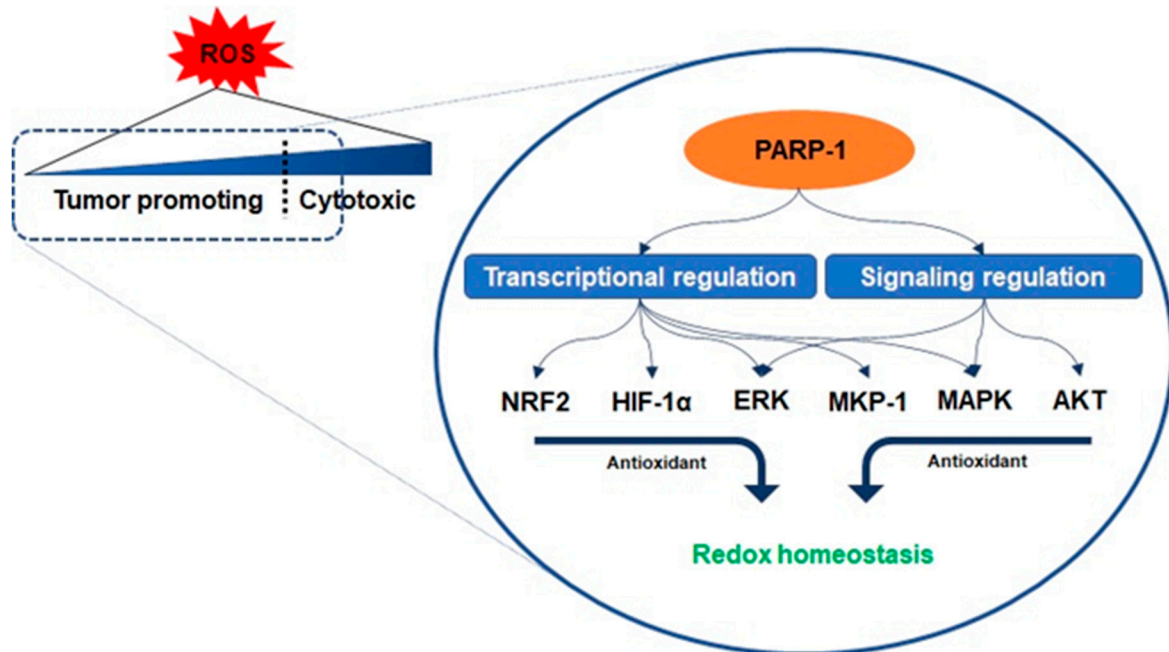 ROS
Tumor promoting
Cytotoxic
PARP-1
Transcriptional regulation
Signaling regulation
NRF2
HIF-1α
ERK
MKP-1
MAPK
AKT
Antioxidant
Antioxidant
Redox homeostasis